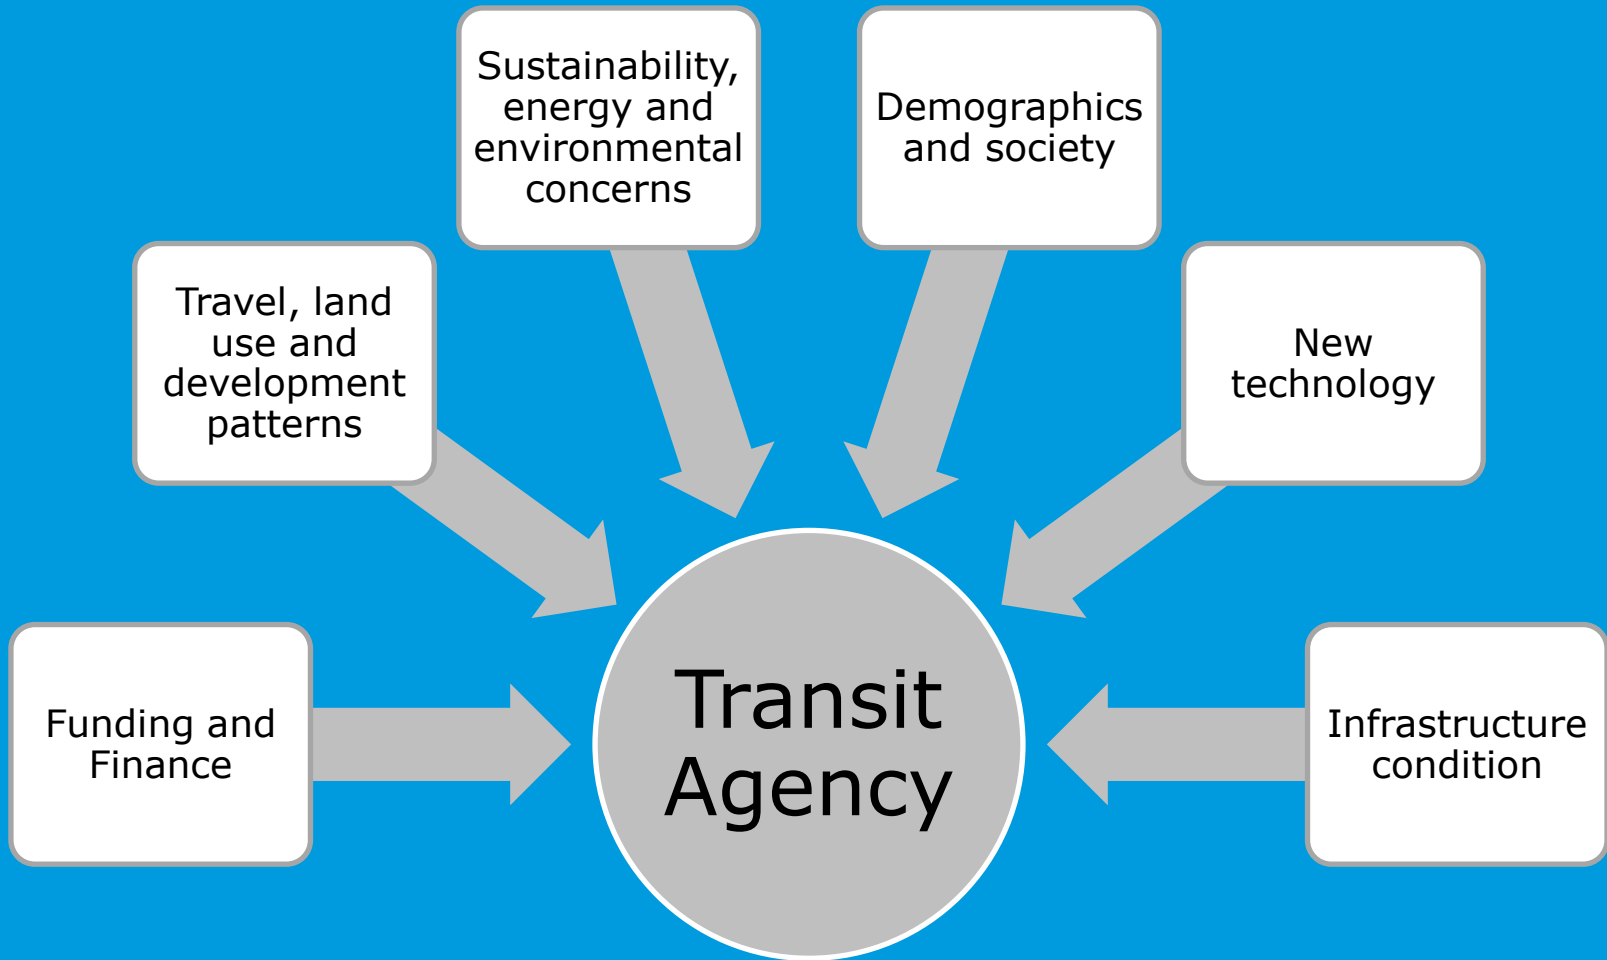 Sustainability,
energy and
environmental
concerns
Demographics
and society
Travel, land
use and
development
patterns
New
technology
Funding and
Finance
Transit
Agency
Infrastructure
condition